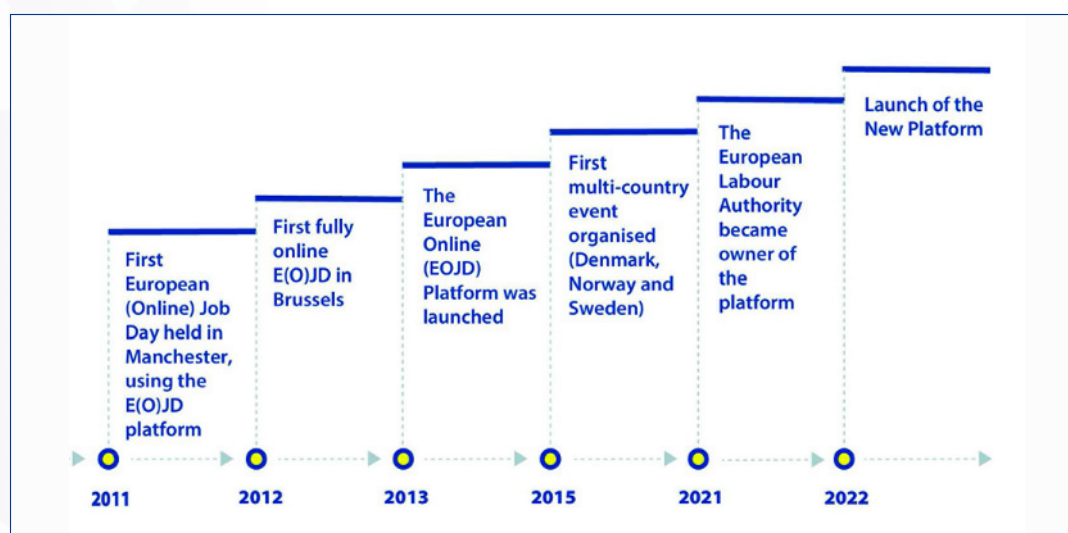 First
European
(Online) Job
Day held in
Manchester,
using the
E(O)JD
platform
First fully
online
E(O)JD in
Brussels
The
European
Online
(EOJD)
Platform was
launched
First
multi-country
event
organised
(Denmark,
Norway and
Sweden)
The
European
Labour
Authority
became
owner of
the
platform
Launch of the
New Platform
2011
2012
2013
2015
2021
2022